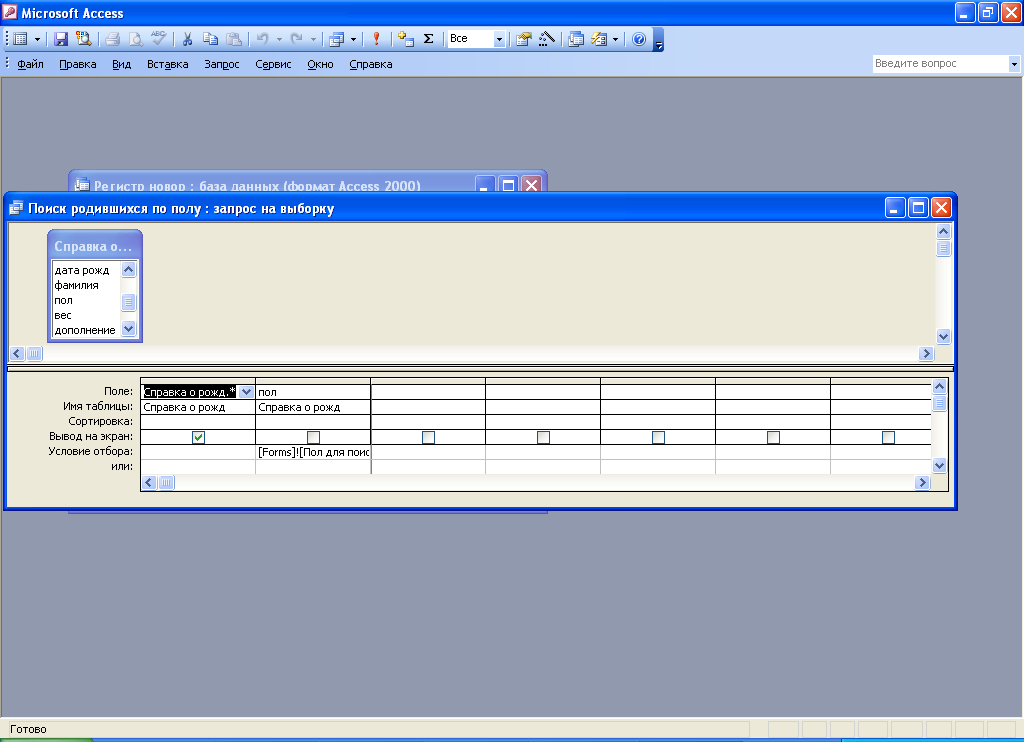 Microsoft Access
Все
Файл Правка Вид Вставка Запрос Сервис Окно Справка
Введите вопрос
Регистр новор : база данных (формат Access 2000)
Поиск родившихся по полу : запрос на выборку
Справка о...
дата рожд
фамилия
пол
вес
дополнение
Поле: Справка о рожд.* пол
Имя таблицы: Справка о рожд Справка о рожд
Сортировка:
Вывод на экран:
Условие отбора: [Forms]![Пол для поис
или:
Готово